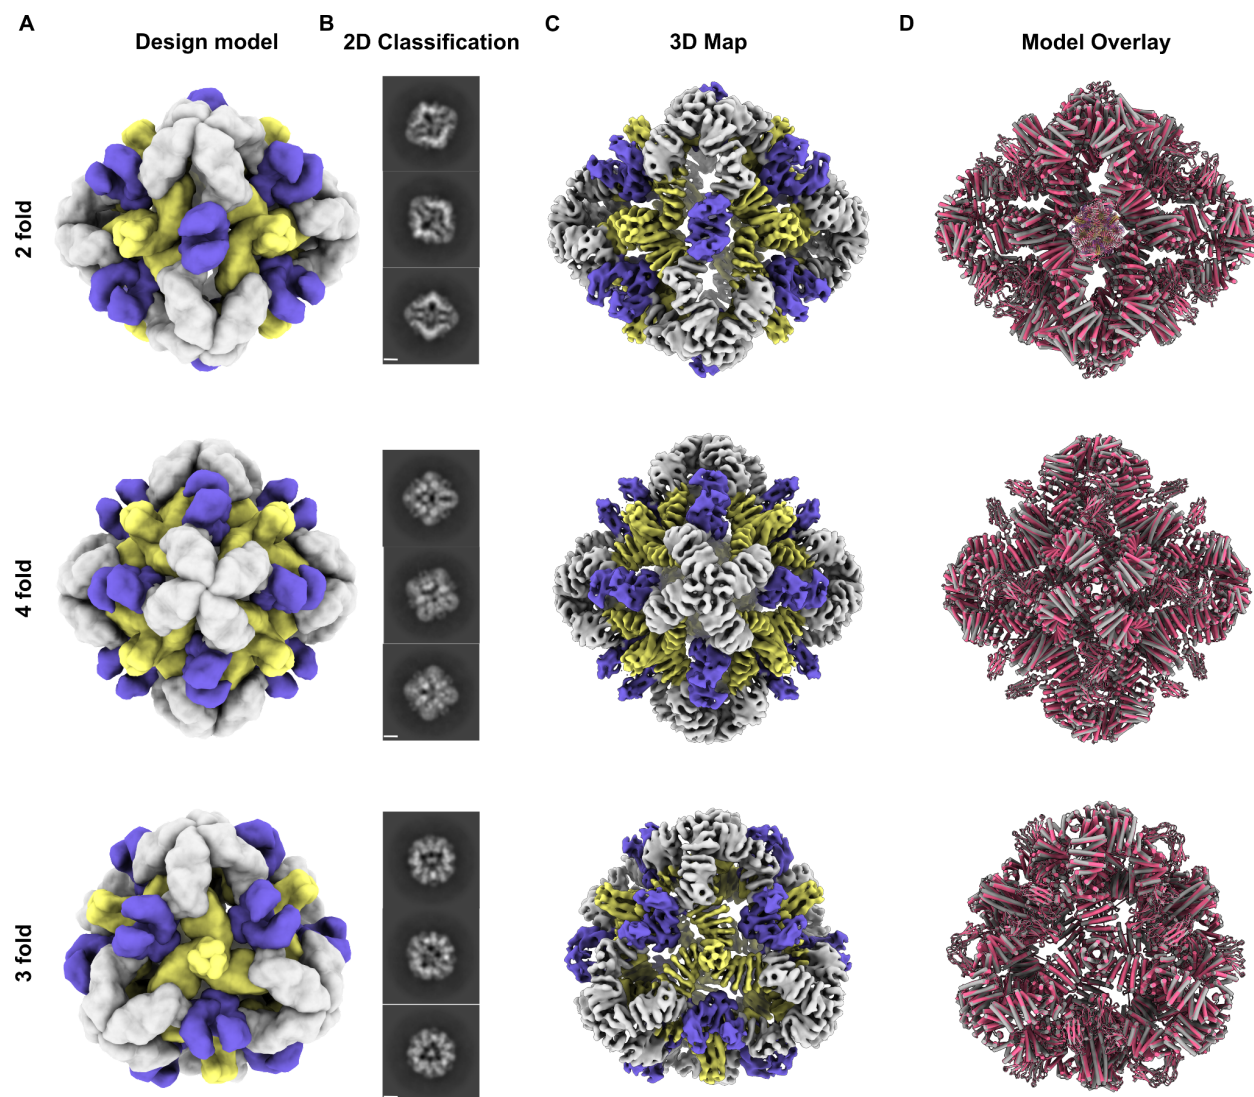 A
B
C
D
Design model
2D Classification
3D Map
Model Overlay
2 fold
4 fold
3 fold